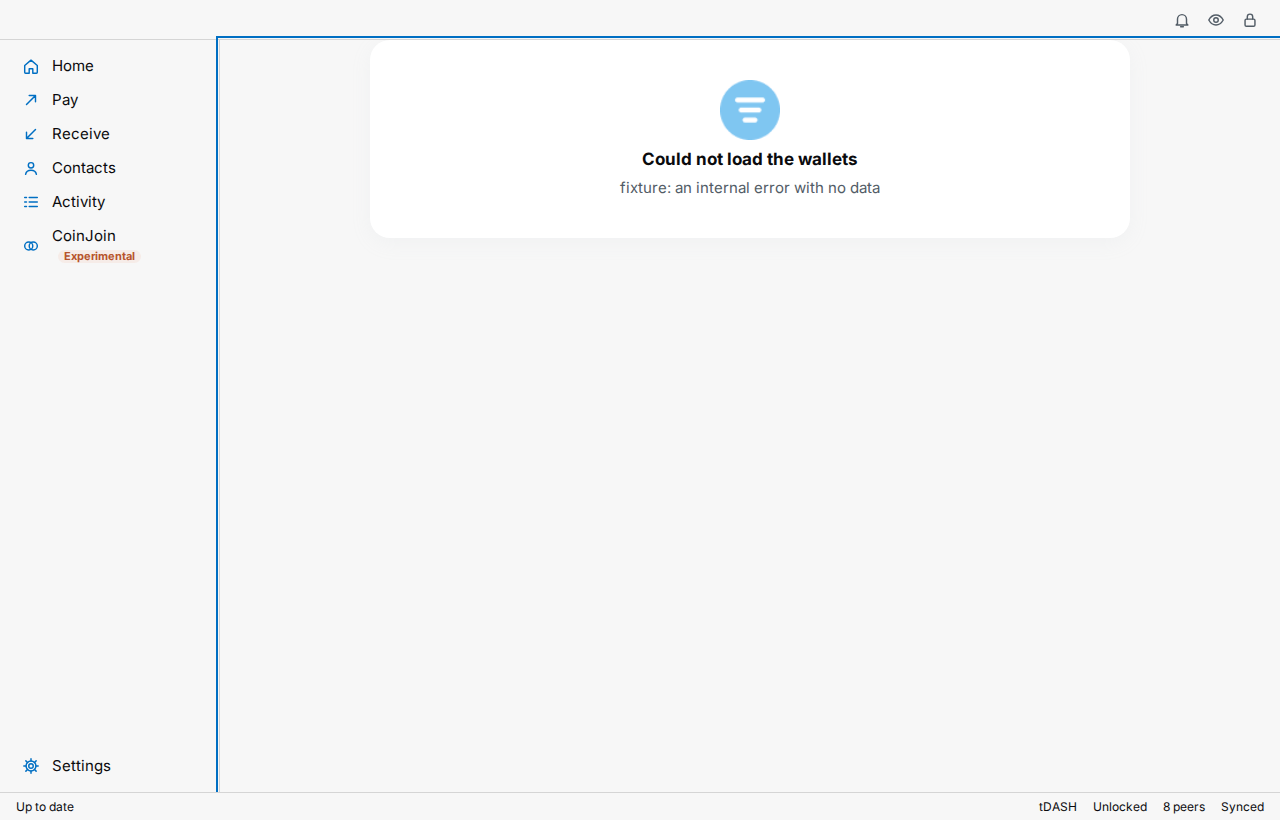 Home
Pay
Receive
Contacts
Activity
CoinJoin
Experimental
Settings
Could not load the wallets
fixture: an internal error with no data
Up to date
tDASH Unlocked 8 peers Synced